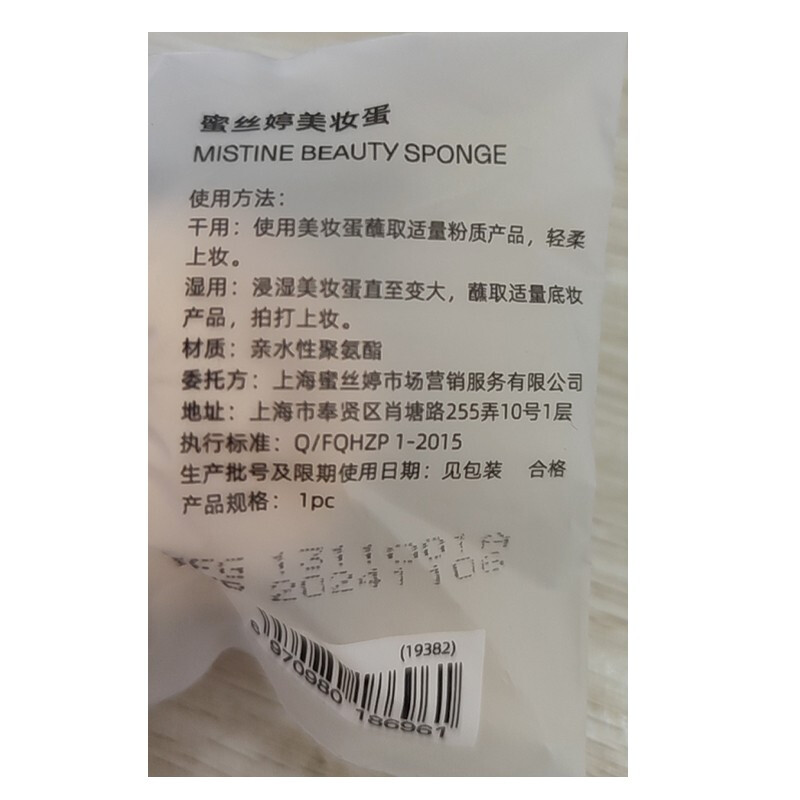 蜜丝婷美妆蛋
MISTINE BEAUTY SPONGE
使用方法：
干用：使用美妆蛋蘸取适量粉质产品，轻柔
上妆。
湿用：浸湿美妆蛋直至变大，蘸取适量底妆
产品，拍打上妆。
材质：亲水性聚氨酯
委托方：上海蜜丝婷市场营销服务有限公司
地址：上海市奉贤区肖塘路255弄10号1层
执行标准：Q/FQHZP 1-2015
生产批号及限期使用日期：见包装 合格
产品规格：1pc
20241106
(19382)
6 970980 186961